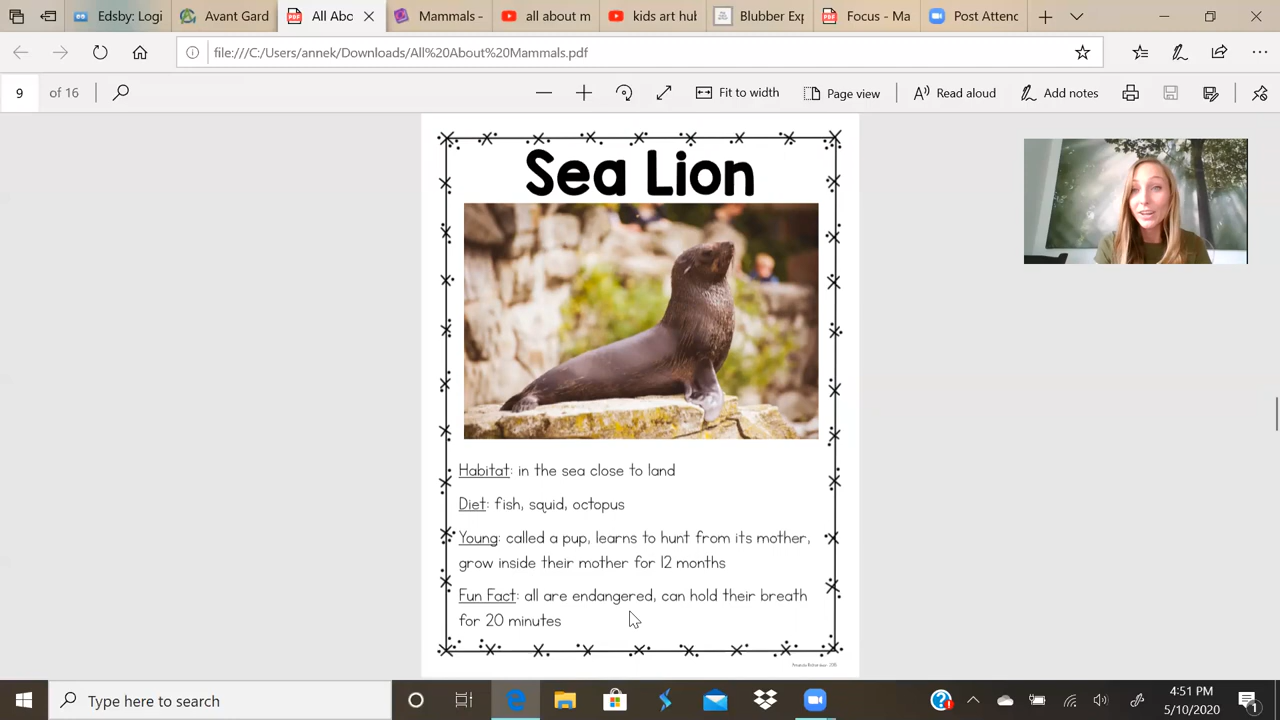 Edsby: Logi
Avant Gard
All Abo
Mammals -
all about m
kids art hub
Blubber Exp
Focus - Ma
Post Attenc
file:///C:/Users/annek/Downloads/All%20About%20Mammals.pdf
9 of 16
Fit to width
Page view
Read aloud
Add notes
Sea Lion
Habitat: in the sea close to land
Diet: fish, squid, octopus
Young: called a pup, learns to hunt from its mother,
grow inside their mother for 12 months
Fun Fact: all are endangered, can hold their breath
for 20 minutes
Type here to search
4:51 PM
5/10/2020